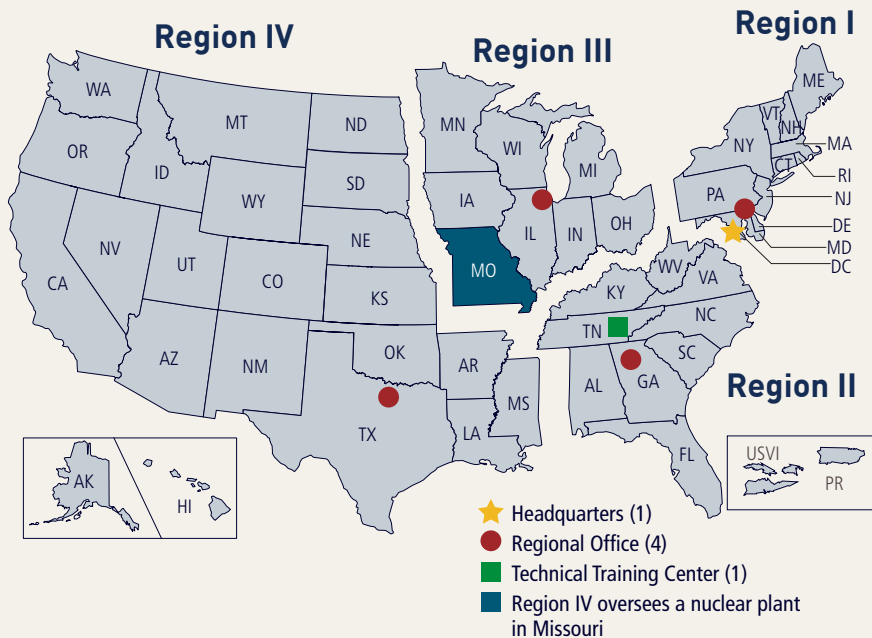 Region I
Region IV
Region III
ME
WA
VT
NH
MT
ND
MN
OR
WI
NY
MA
MI
ID
CT
RI
SD
WY
PA
NJ
IA
OH
NE
IL
IN
DE
NV
MD
UT
DC
WV
MO
CA
CO
VA
KS
KY
NC
TN
OK
SC
AZ
NM
AR
Region II
AL
GA
MS
TX
LA
FL
USVI
AK
PR
HI
Headquarters (1)
Regional Office (4)
Technical Training Center (1)
Region IV oversees a nuclear plant
in Missouri